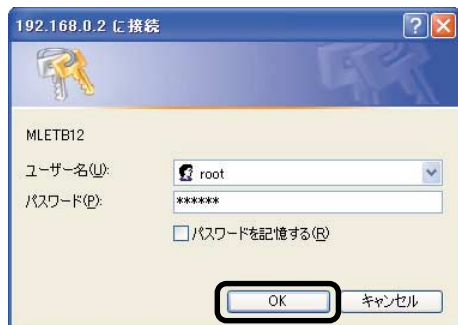 192.168.0.2 に接続
MLETB12
ユーザー名(U):
root
パスワード(P):
******
パスワードを記憶する(R)
OK
キャンセル